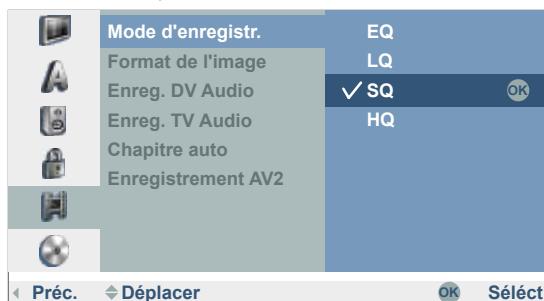 Mode d'enregistr.
Format de l'image
Enreg. DV Audio
Enreg. TV Audio
Chapitre auto
Enregistrement AV2
EQ
LQ
SQ OK
HQ
Préc. Déplacer OK Séléct